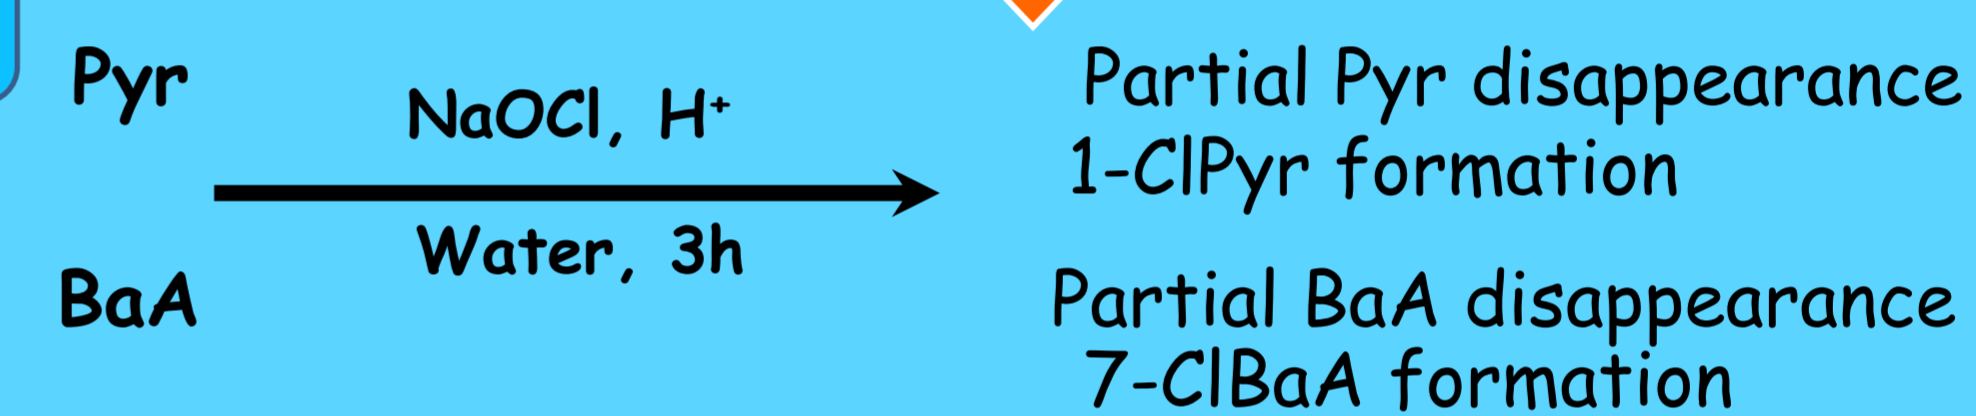 Pyr
NaOCl, H⁺
Water, 3h
BaA
Partial Pyr disappearance
1-ClPyr formation
Partial BaA disappearance
7-ClBaA formation